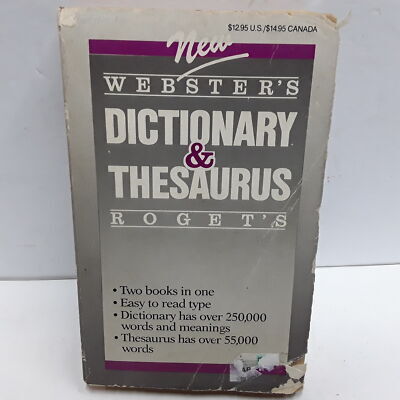 $12.95 U.S./$14.95 CANADA
New
WEBSTER'S
DICTIONARY
&
THESAURUS
ROGET'S
• Two books in one
• Easy to read type
• Dictionary has over 250,000
words and meanings
• Thesaurus has over 55,000
words